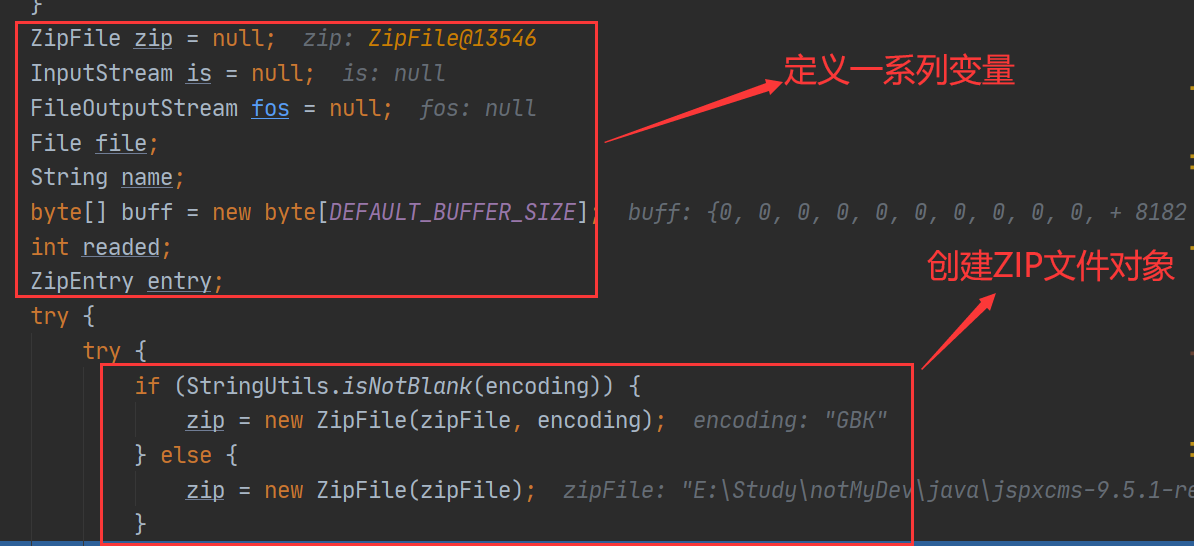 }
ZipFile zip = null;  zip: ZipFile@13546
InputStream is = null;  is: null
定义一系列变量
FileOutputStream fos = null;  fos: null
File file;
String name;
byte[] buff = new byte[DEFAULT_BUFFER_SIZE];  buff: {0, 0, 0, 0, 0, 0, 0, 0, 0, 0, + 8182
int readed;
创建ZIP文件对象
ZipEntry entry;
try {
try {
if (StringUtils.isNotBlank(encoding)) {
zip = new ZipFile(zipFile, encoding);  encoding: "GBK"
} else {
zip = new ZipFile(zipFile);  zipFile: "E:\Study\notMyDev\java\jspxcms-9.5.1-re
}